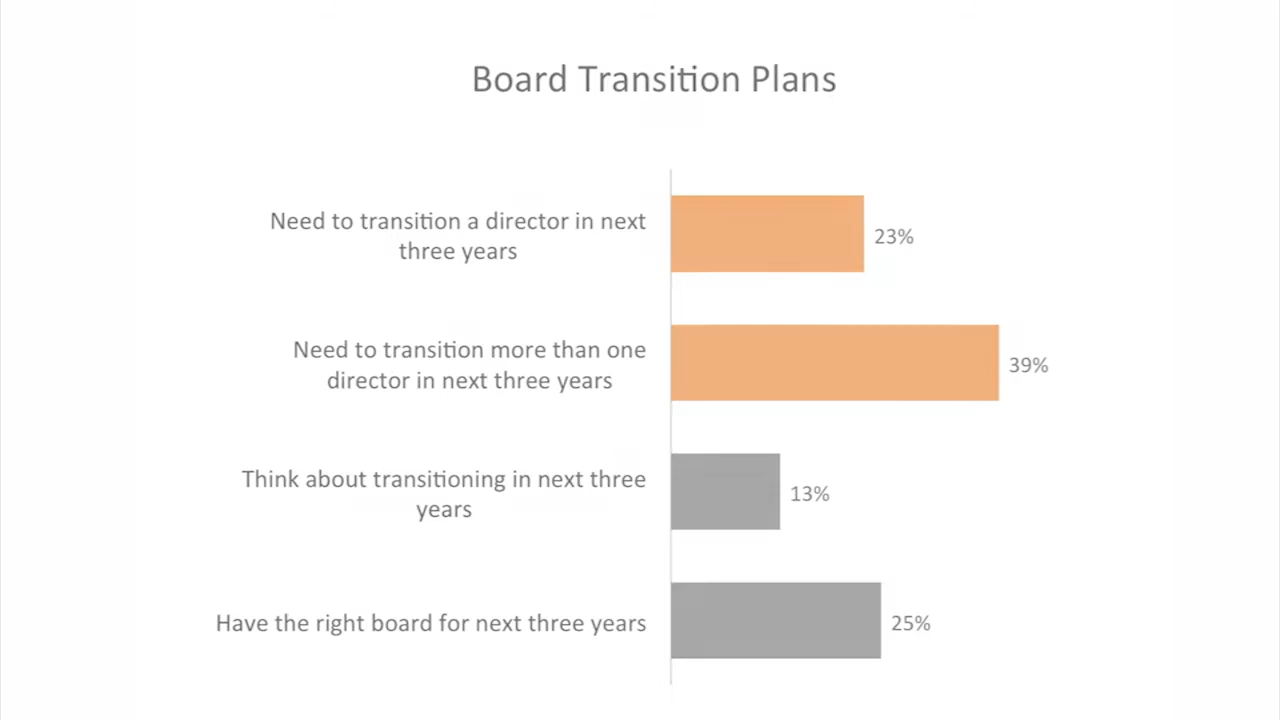 Board Transition Plans
Need to transition a director in next
three years
23%
Need to transition more than one
director in next three years
39%
Think about transitioning in next three
years
13%
Have the right board for next three years
25%